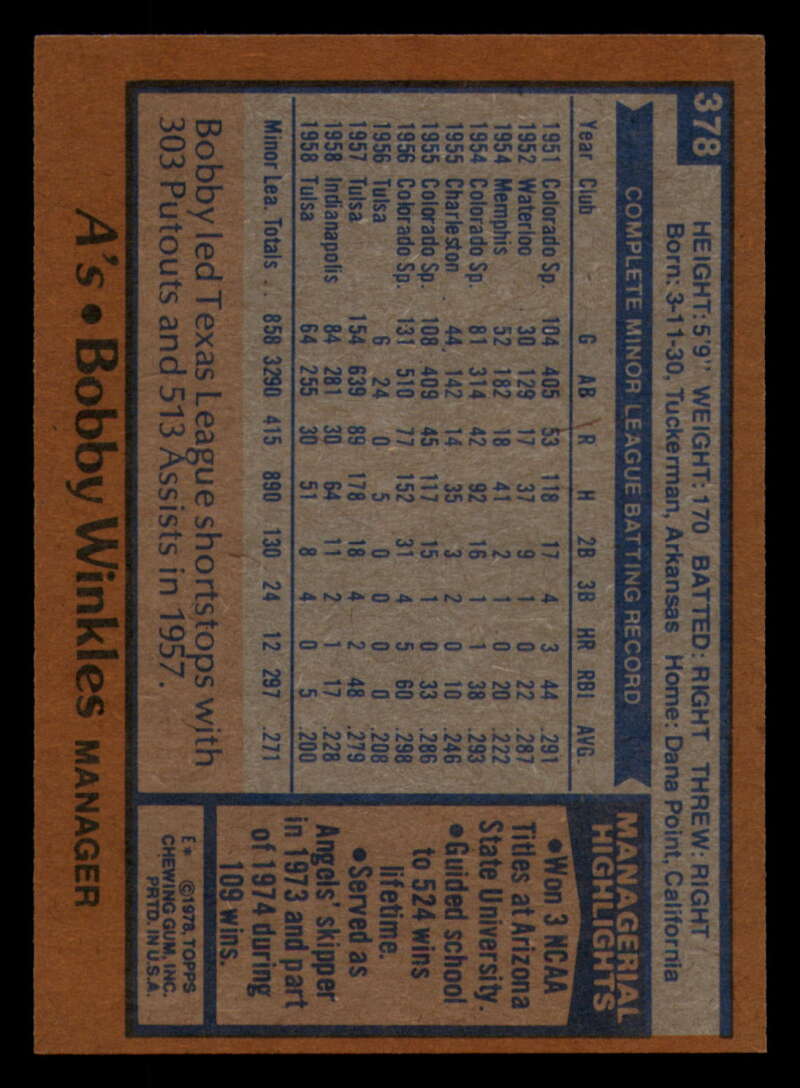 378
HEIGHT: 5'9" WEIGHT: 170 BATTED: RIGHT THREW: RIGHT
Born: 3-11-30, Tuckerman, Arkansas Home: Dana Point, California
COMPLETE MINOR LEAGUE BATTING RECORD
Year Club G AB R H 2B 3B HR RBI AVG.
1951 Colorado Sp. 104 405 53 118 17 4 3 44 .291
1952 Waterloo 30 129 17 37 9 1 0 22 .287
1954 Memphis 52 182 18 41 2 1 0 20 .222
1954 Colorado Sp. 81 314 42 92 16 1 1 38 .293
1955 Charleston 44 142 14 35 3 2 0 10 .246
1955 Colorado Sp. 108 409 45 117 15 1 0 33 .286
1956 Colorado Sp. 131 510 77 152 31 4 5 60 .298
1956 Tulsa 6 24 0 5 0 0 0 0 .208
1957 Tulsa 154 639 89 178 18 4 2 48 .279
1958 Indianapolis 84 281 30 64 11 2 1 17 .228
1958 Tulsa 64 255 30 51 8 4 0 5 .200
Minor Lea. Totals .. 858 3290 415 890 130 24 12 297 .271
Bobby led Texas League shortstops with
303 Putouts and 513 Assists in 1957.
MANAGERIAL
HIGHLIGHTS
•Won 3 NCAA
Titles at Arizona
State University.
•Guided school
to 524 wins
lifetime.
•Served as
Angels' skipper
in 1973 and part
of 1974 during
109 wins.
E* ©1978, TOPPS
CHEWING GUM, INC.
PRTD. IN U.S.A.
A's • Bobby Winkles MANAGER